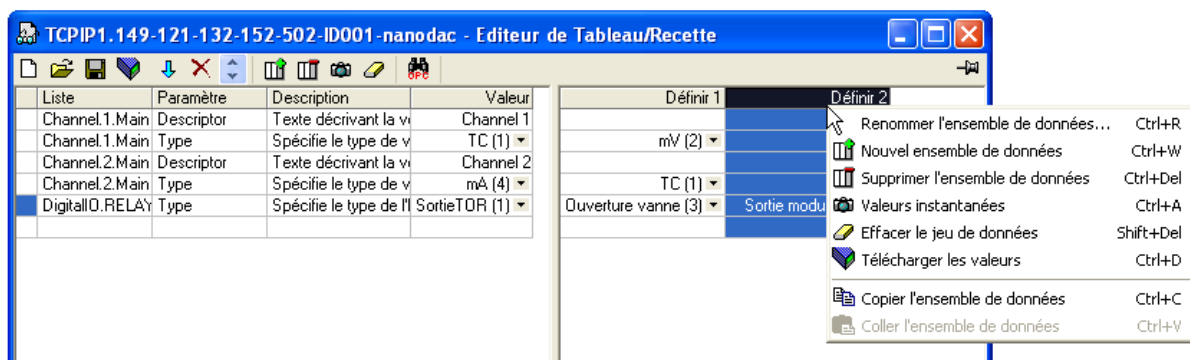 TCPIP1.149-121-132-152-502-ID001-nanodac - Editeur de Tableau/Recette
OPC
Liste Paramètre Description Valeur Définir 1 Définir 2
Channel.1.Main Descriptor Texte décrivant la v Channel 1
Channel.1.Main Type Spécifie le type de v TC (1) mV (2)
Channel.2.Main Descriptor Texte décrivant la v Channel 2
Channel.2.Main Type Spécifie le type de v mA (4) TC (1)
DigitalIO.RELAY Type Spécifie le type de l'I SortieTOR (1) Ouverture vanne (3) Sortie modu
Renommer l'ensemble de données... Ctrl+R
Nouvel ensemble de données Ctrl+W
Supprimer l'ensemble de données Ctrl+Del
Valeurs instantanées Ctrl+A
Effacer le jeu de données Shift+Del
Télécharger les valeurs Ctrl+D
Copier l'ensemble de données Ctrl+C
Coller l'ensemble de données Ctrl+V